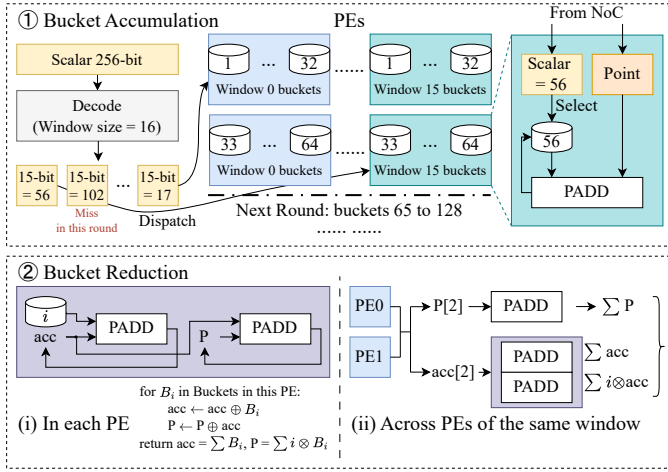 ① Bucket Accumulation
PEs
From NoC
Scalar 256-bit
Decode
(Window size = 16)
15-bit
= 56
15-bit
= 102
...
15-bit
= 17
Miss
in this round
Dispatch
1 ... 32
Window 0 buckets
......
1 ... 32
Window 15 buckets
33 ... 64
Window 0 buckets
......
33 ... 64
Window 15 buckets
Next Round: buckets 65 to 128
...... ......
Scalar
= 56
Point
Select
56
PADD
② Bucket Reduction
i
acc
PADD
P
PADD
for B_i in Buckets in this PE:
acc ← acc ⊕ B_i
P ← P ⊕ acc
return acc = ∑ B_i, P = ∑ i ⊗ B_i
(i) In each PE
PE0
PE1
P[2]
PADD
∑ P
acc[2]
PADD
PADD
∑ acc
∑ i⊗acc
(ii) Across PEs of the same window